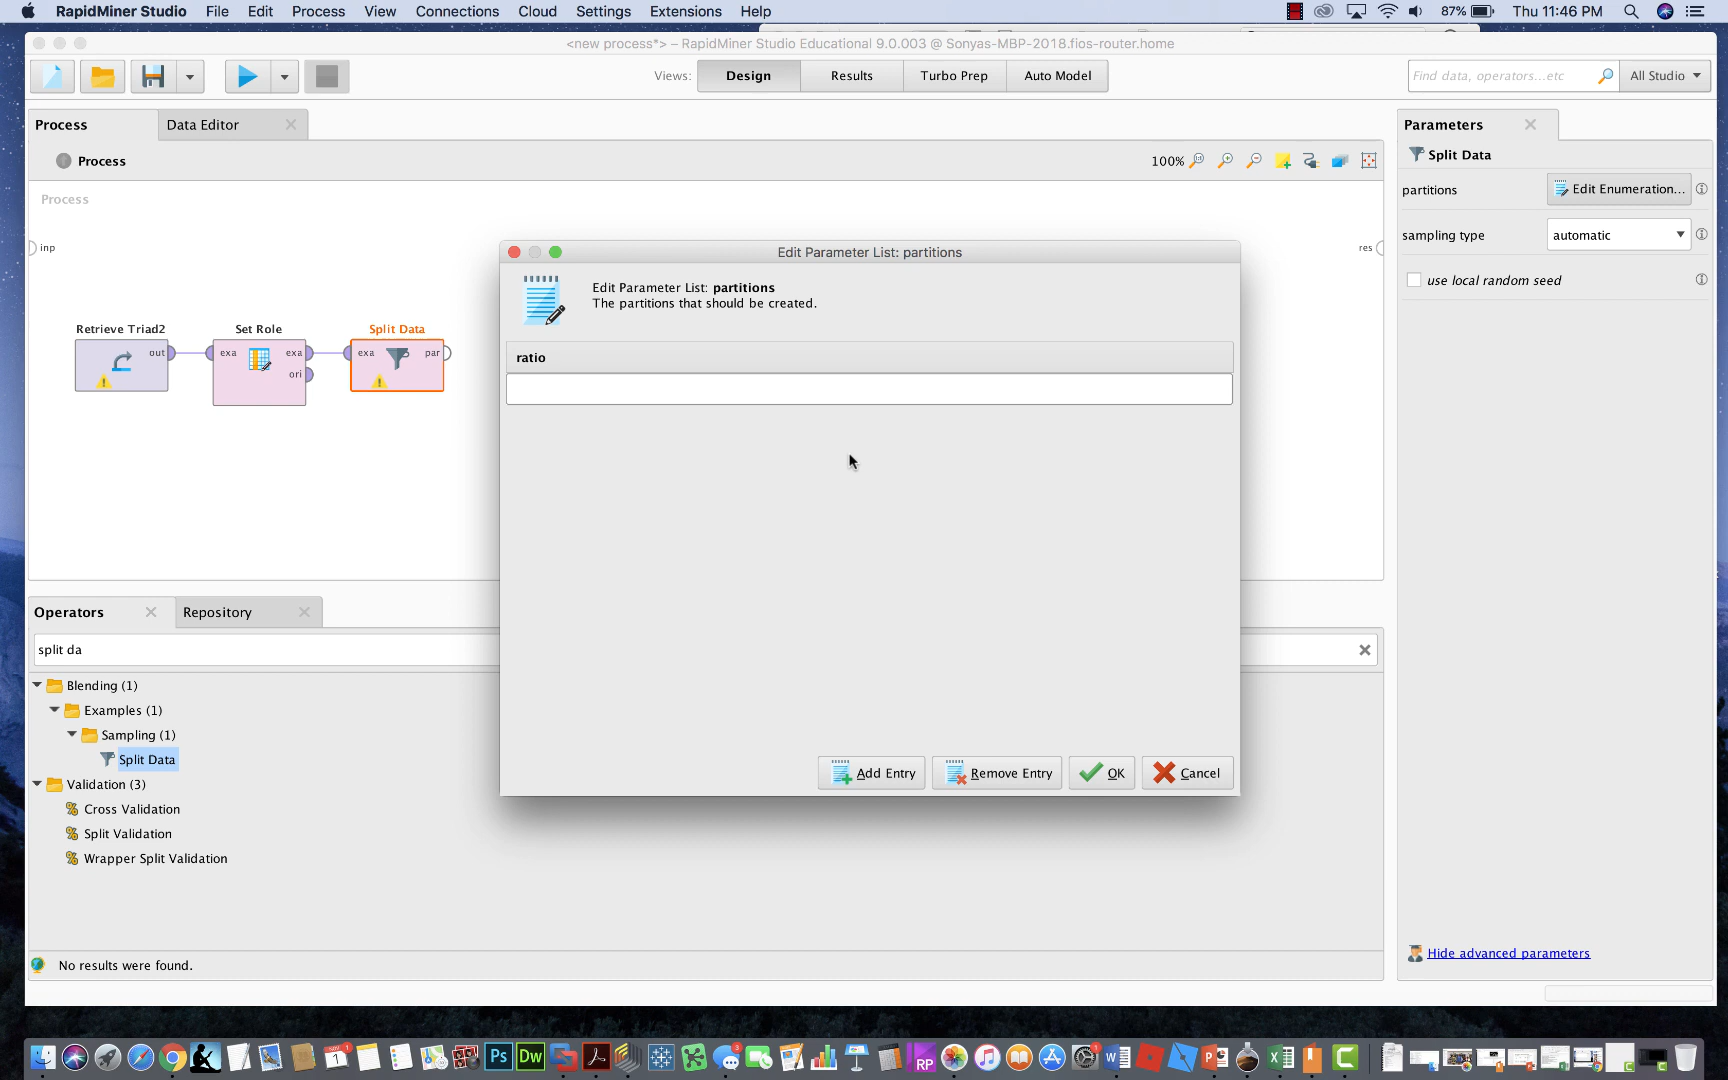 RapidMiner Studio File Edit Process View Connections Cloud Settings Extensions Help 87% Thu 11:46 PM
<new process*> – RapidMiner Studio Educational 9.0.003 @ Sonyas-MBP-2018.fios-router.home
Views: Design Results Turbo Prep Auto Model Find data, operators...etc All Studio
Process Data Editor Parameters
Process 100% Split Data
Process
partitions Edit Enumeration...
sampling type automatic
use local random seed
inp res
Edit Parameter List: partitions
Edit Parameter List: partitions
The partitions that should be created.
ratio
Retrieve Triad2 Set Role Split Data
out exa exa exa par
ori
Operators Repository
split da
Blending (1)
Examples (1)
Sampling (1)
Split Data
Validation (3)
Cross Validation
Split Validation
Wrapper Split Validation
Add Entry Remove Entry OK Cancel
Hide advanced parameters
No results were found.
Ps Dw RP